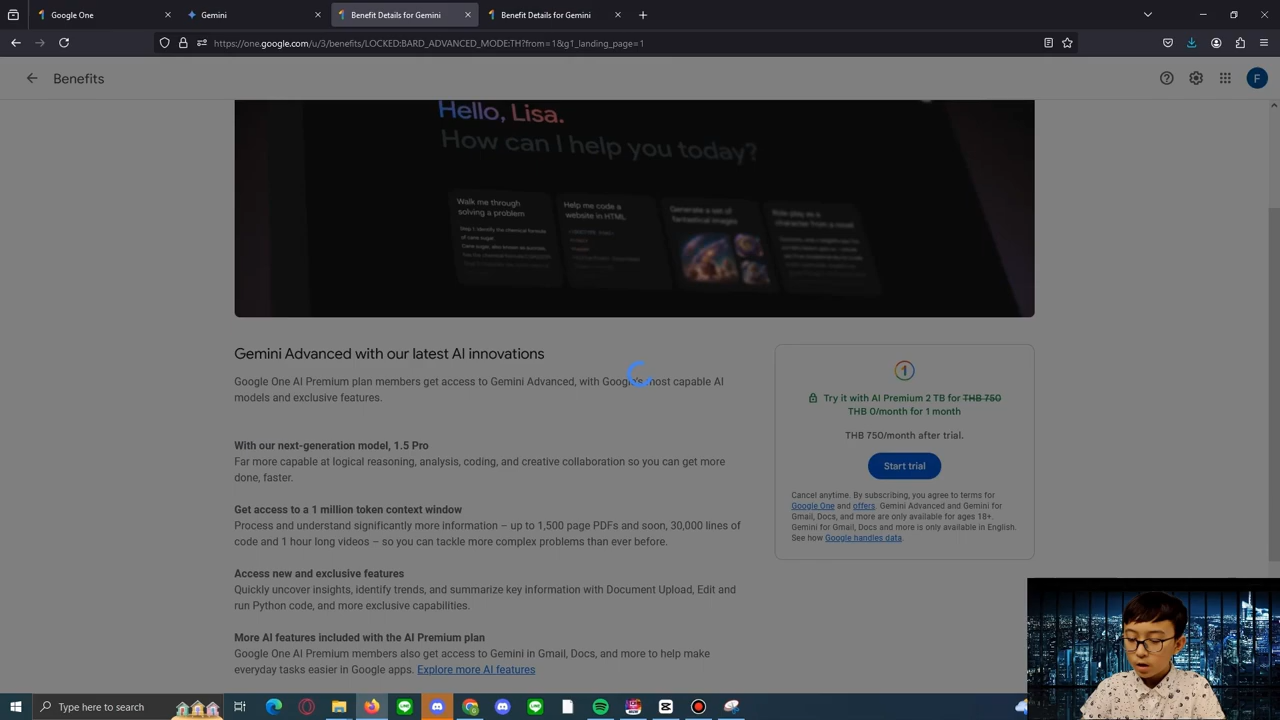 Google One
Gemini
Benefit Details for Gemini
Benefit Details for Gemini
https://one.google.com/u/3/benefits/LOCKED:BARD_ADVANCED_MODE:TH?from=1&g1_landing_page=1
Benefits
F
Hello, Lisa.
How can I help you today?
Walk me through
solving a problem
Help me code a
website in HTML
Generate a set of
fantastical images
Role play as a
character from a novel
Gemini Advanced with our latest AI innovations
Google One AI Premium plan members get access to Gemini Advanced, with Google's most capable AI
models and exclusive features.
With our next-generation model, 1.5 Pro
Far more capable at logical reasoning, analysis, coding, and creative collaboration so you can get more
done, faster.
Get access to a 1 million token context window
Process and understand significantly more information – up to 1,500 page PDFs and soon, 30,000 lines of
code and 1 hour long videos – so you can tackle more complex problems than ever before.
Access new and exclusive features
Quickly uncover insights, identify trends, and summarize key information with Document Upload, Edit and
run Python code, and more exclusive capabilities.
More AI features included with the AI Premium plan
Google One AI Premium members also get access to Gemini in Gmail, Docs, and more to help make
everyday tasks easier in Google apps. Explore more AI features
1
Try it with AI Premium 2 TB for THB 750
THB 0/month for 1 month
THB 750/month after trial.
Start trial
Cancel anytime. By subscribing, you agree to terms for
Google One and offers. Gemini Advanced and Gemini for
Gmail, Docs, and more are only available for ages 18+.
Gemini for Gmail, Docs and more is only available in English.
See how Google handles data.
Type here to search